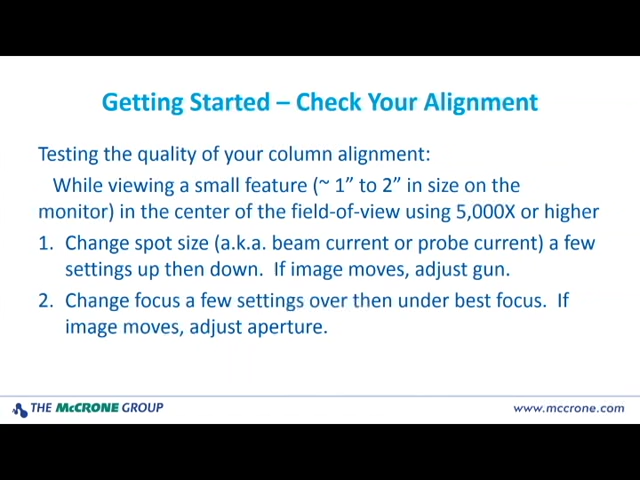 Getting Started – Check Your Alignment
Testing the quality of your column alignment:
While viewing a small feature (~ 1” to 2” in size on the
monitor) in the center of the field-of-view using 5,000X or higher
1. Change spot size (a.k.a. beam current or probe current) a few
settings up then down. If image moves, adjust gun.
2. Change focus a few settings over then under best focus. If
image moves, adjust aperture.
THE McCRONE GROUP
www.mccrone.com